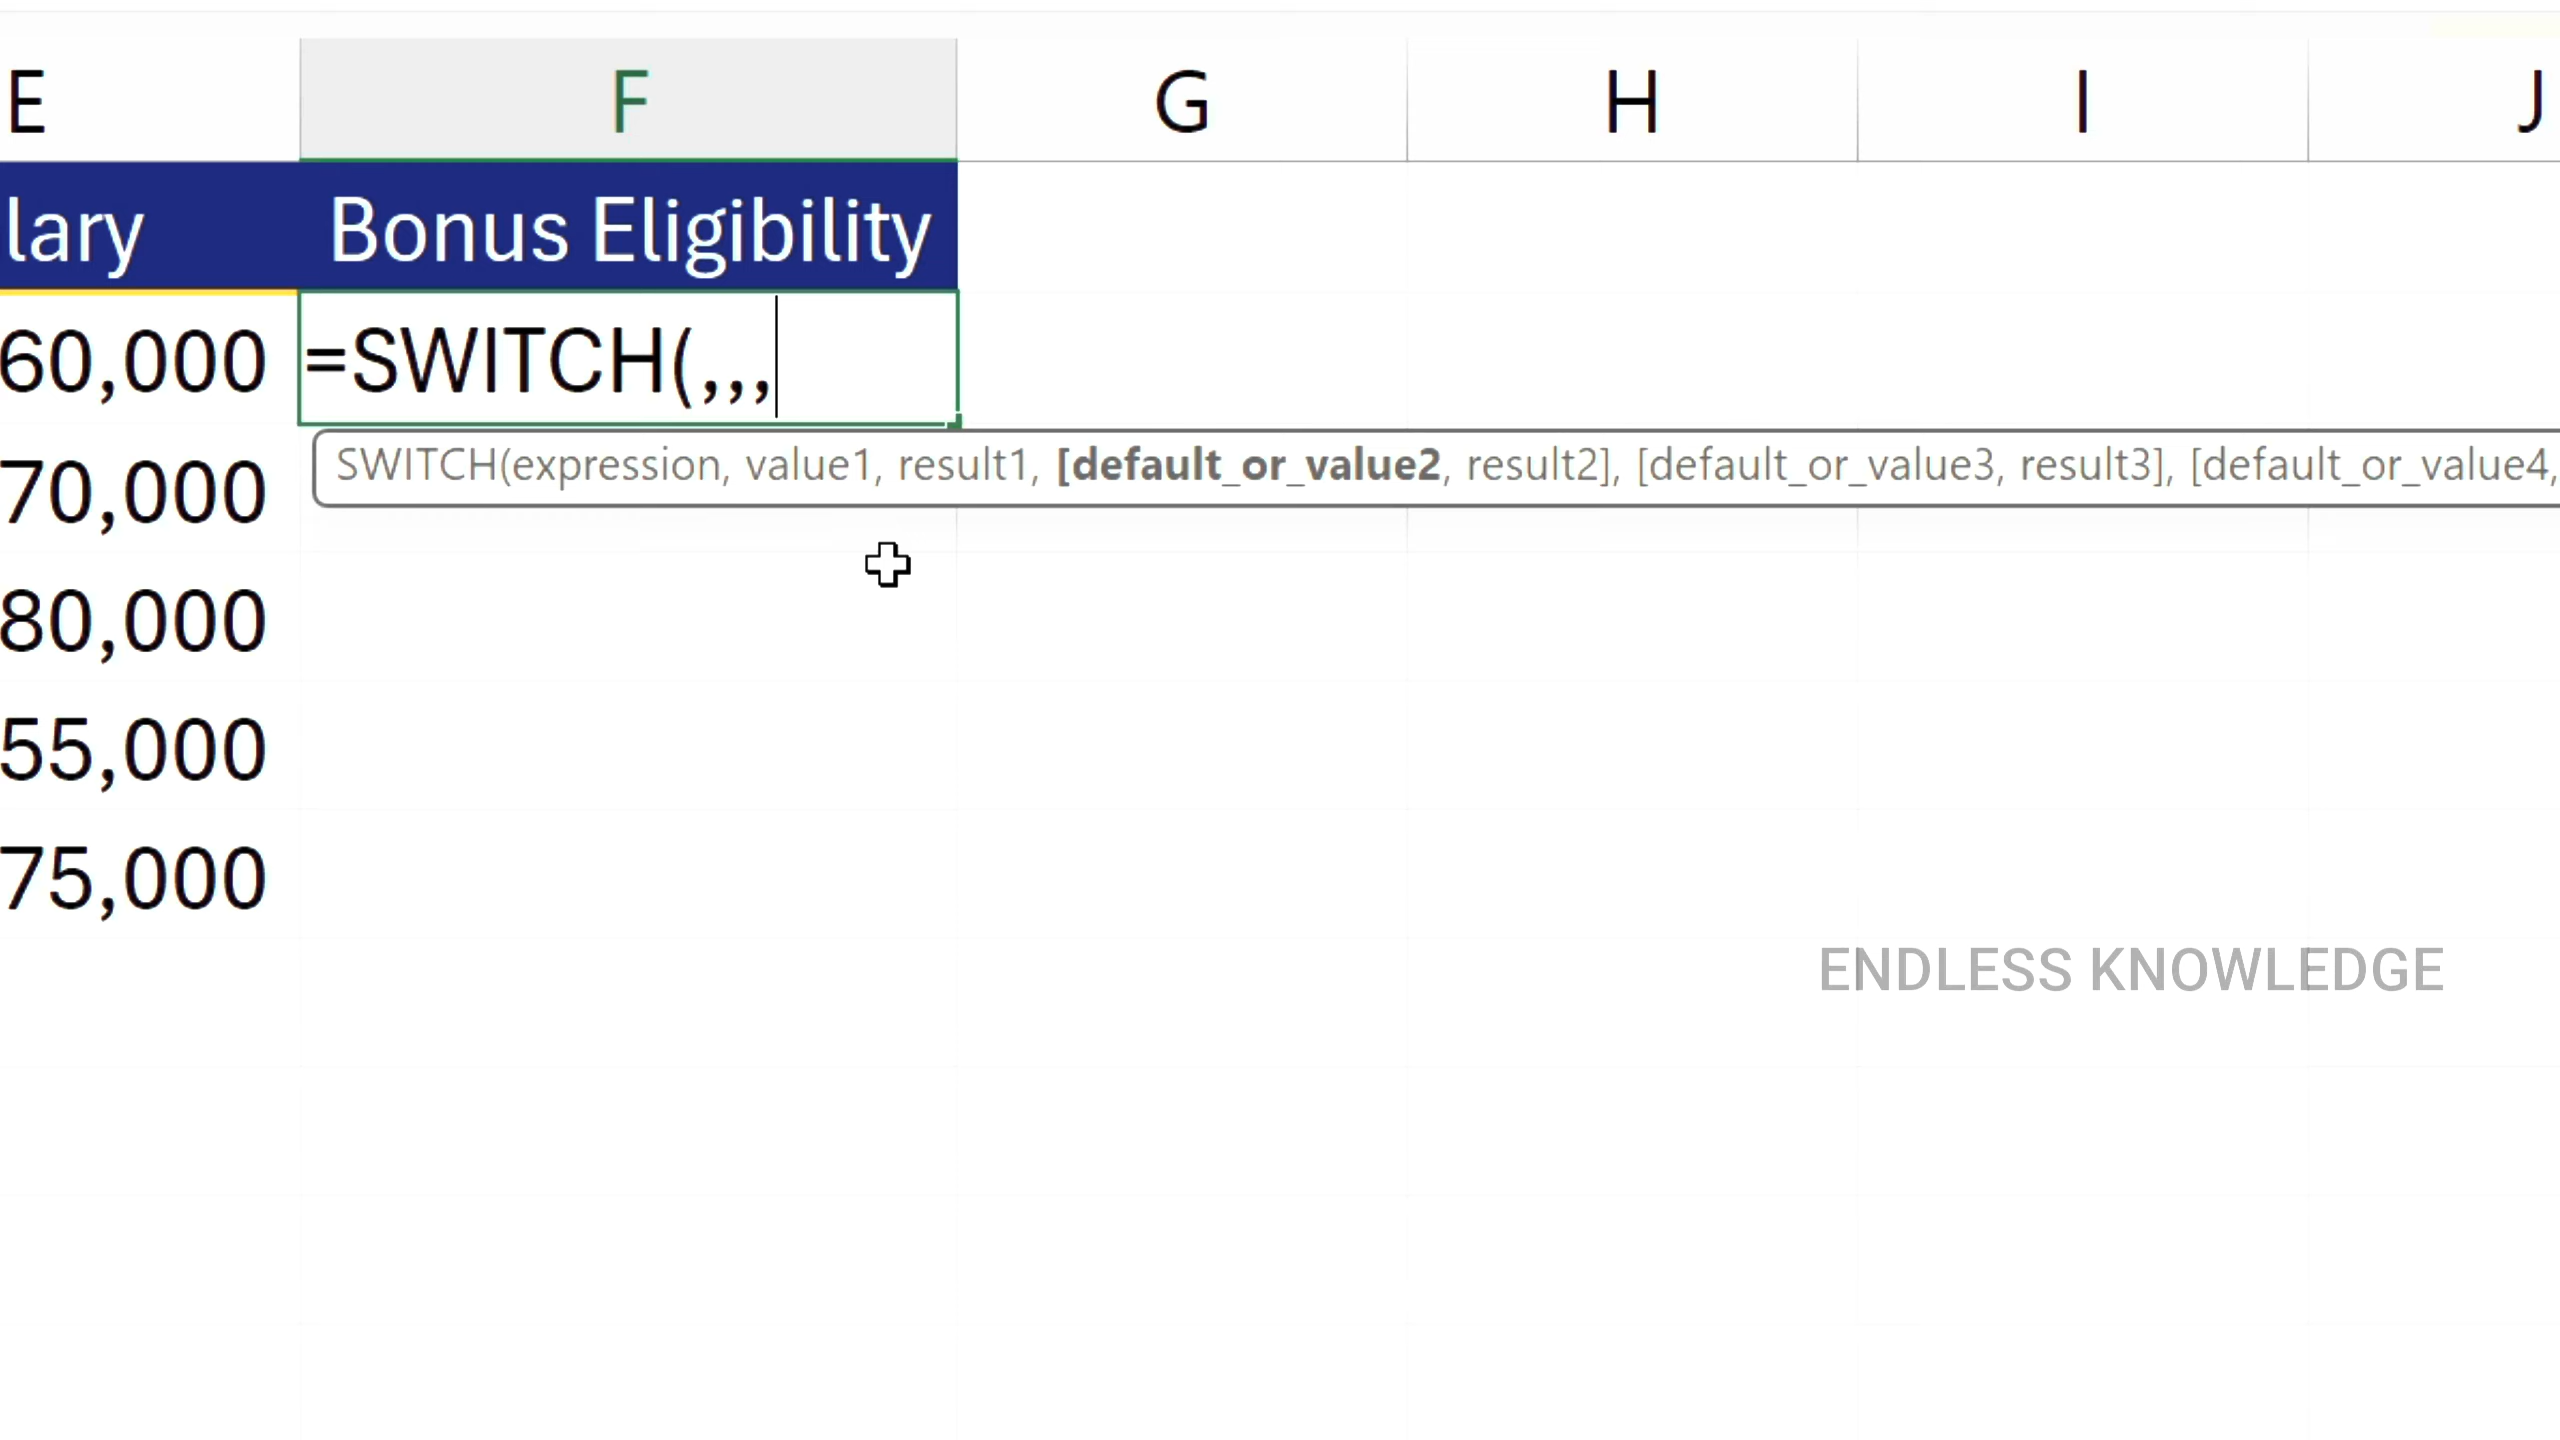 E F G H I J
lary Bonus Eligibility
60,000 =SWITCH(,,,
SWITCH(expression, value1, result1, [default_or_value2, result2], [default_or_value3, result3], [default_or_value4,
70,000
80,000
55,000
75,000
ENDLESS KNOWLEDGE